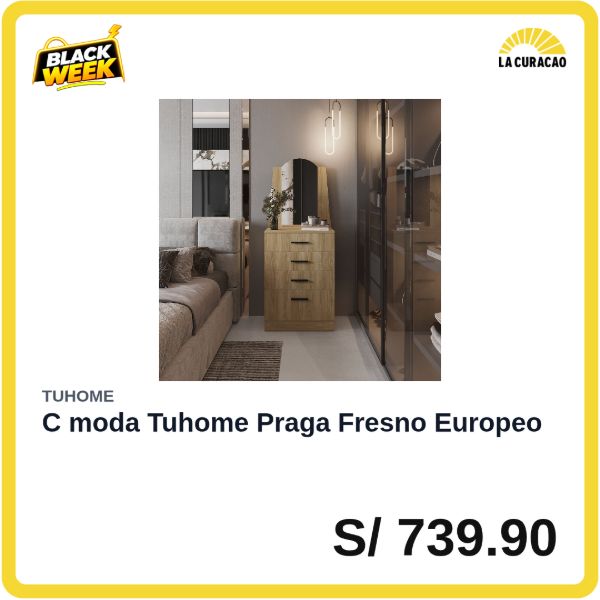 BLACK
WEEK
LA CURACAO
TUHOME
C moda Tuhome Praga Fresno Europeo
S/ 739.90